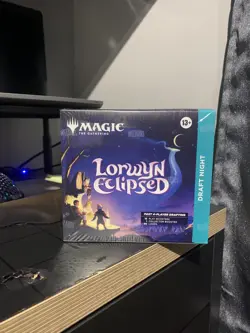 MAGIC
THE GATHERING
13+
LORWYN
ECLIPSED
DRAFT NIGHT